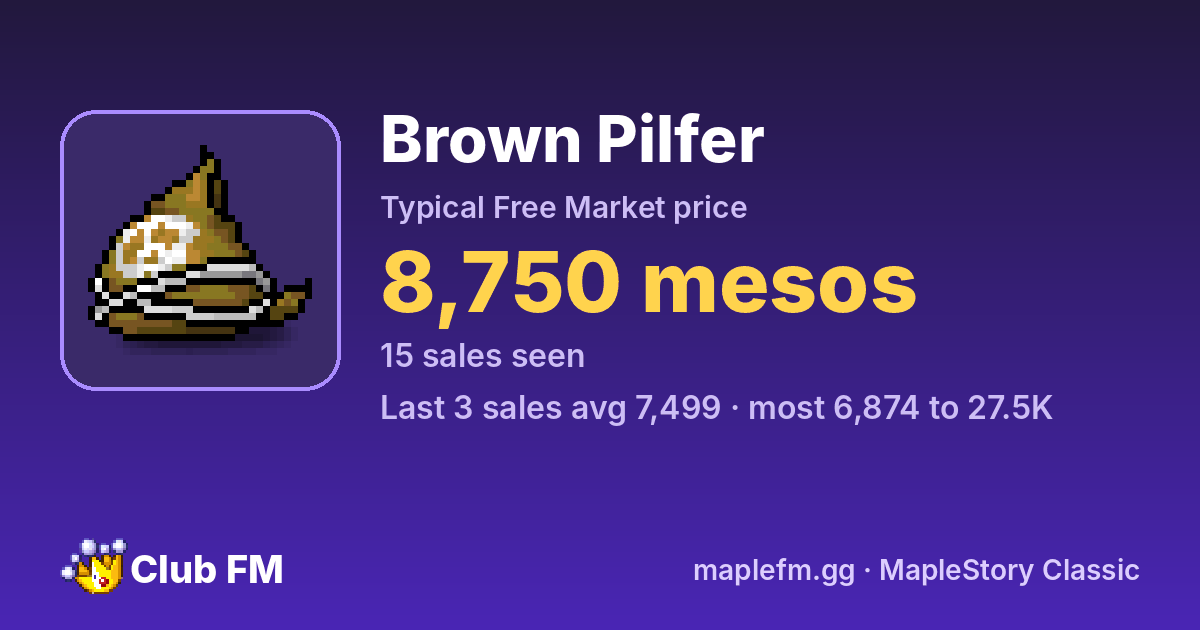 Brown Pilfer
Typical Free Market price
8,750 mesos
15 sales seen
Last 3 sales avg 7,499 · most 6,874 to 27.5K
Club FM
maplefm.gg · MapleStory Classic